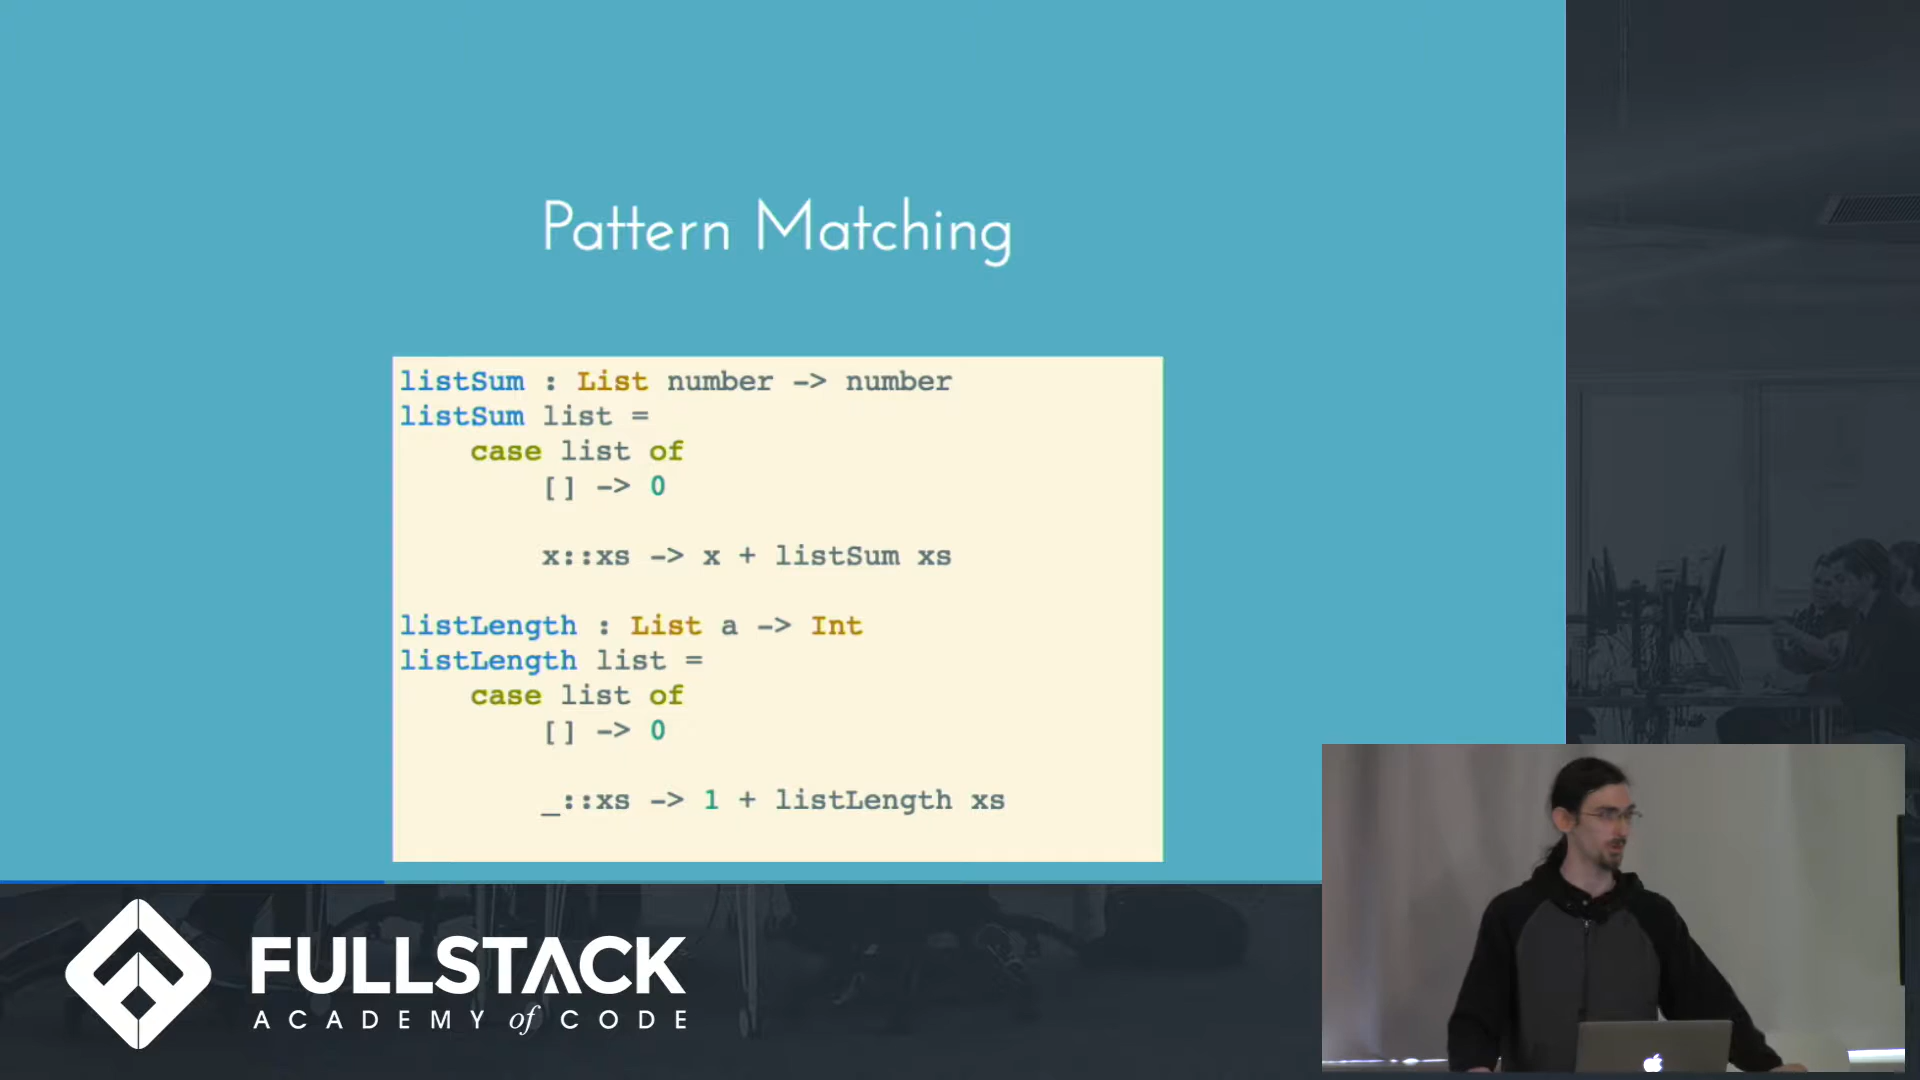 Pattern Matching
listSum : List number -> number
listSum list =
    case list of
        [] -> 0
        x::xs -> x + listSum xs
listLength : List a -> Int
listLength list =
    case list of
        [] -> 0
        _::xs -> 1 + listLength xs
FULLSTACK
ACADEMY of CODE